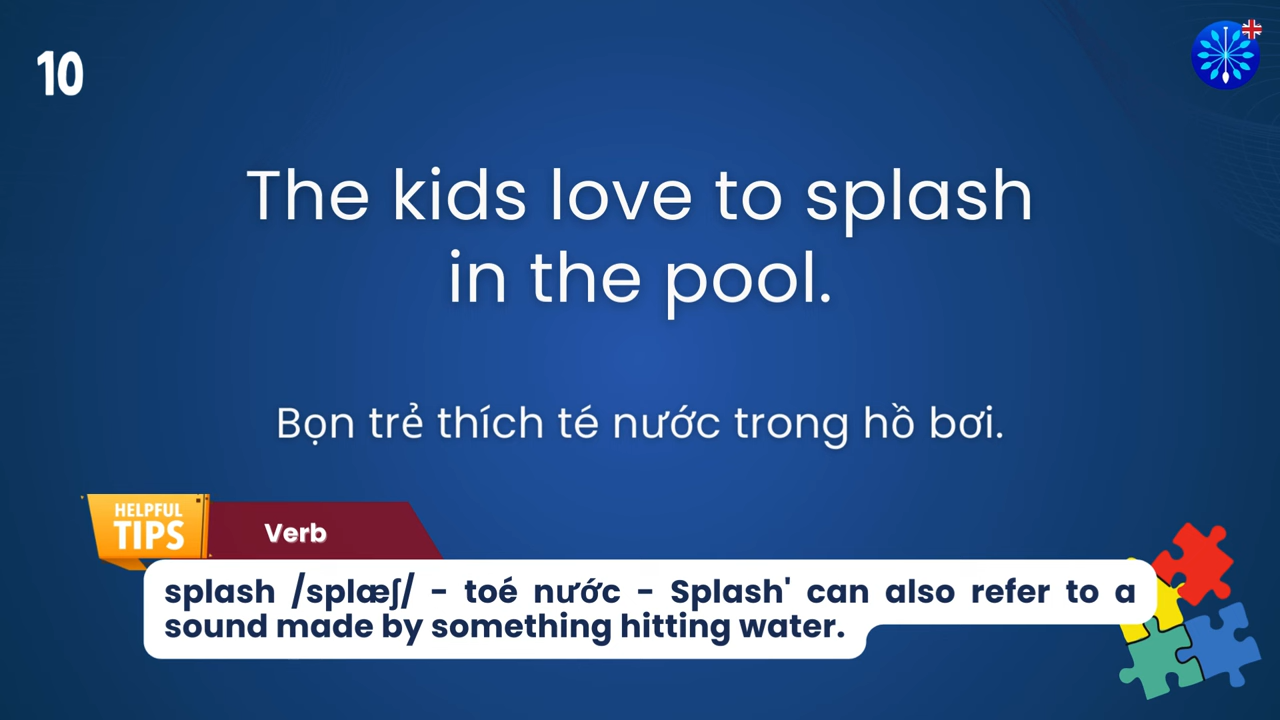 10
The kids love to splash
in the pool.
Bọn trẻ thích té nước trong hồ bơi.
HELPFUL
TIPS
Verb
splash /splæʃ/ - toé nước - Splash' can also refer to a
sound made by something hitting water.